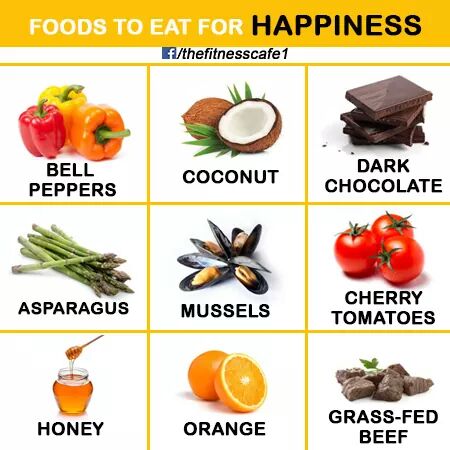 FOODS TO EAT FOR HAPPINESS
f/thefitnesscafe1
BELL
PEPPERS
COCONUT
DARK
CHOCOLATE
ASPARAGUS
MUSSELS
CHERRY
TOMATOES
HONEY
ORANGE
GRASS-FED
BEEF